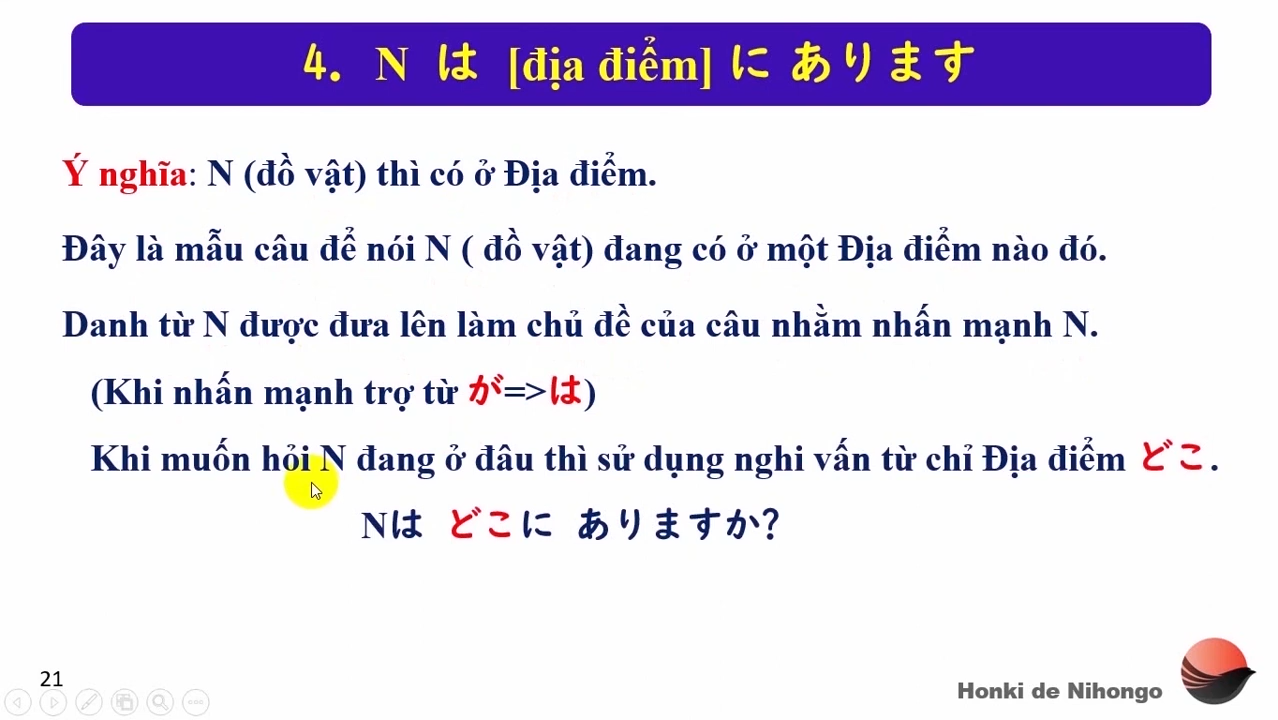 4. N は [địa điểm] に あります
Ý nghĩa: N (đồ vật) thì có ở Địa điểm.
Đây là mẫu câu để nói N ( đồ vật) đang có ở một Địa điểm nào đó.
Danh từ N được đưa lên làm chủ đề của câu nhằm nhấn mạnh N.
(Khi nhấn mạnh trợ từ が=>は)
Khi muốn hỏi N đang ở đâu thì sử dụng nghi vấn từ chỉ Địa điểm どこ.
Nは どこに ありますか?
21
Honki de Nihongo